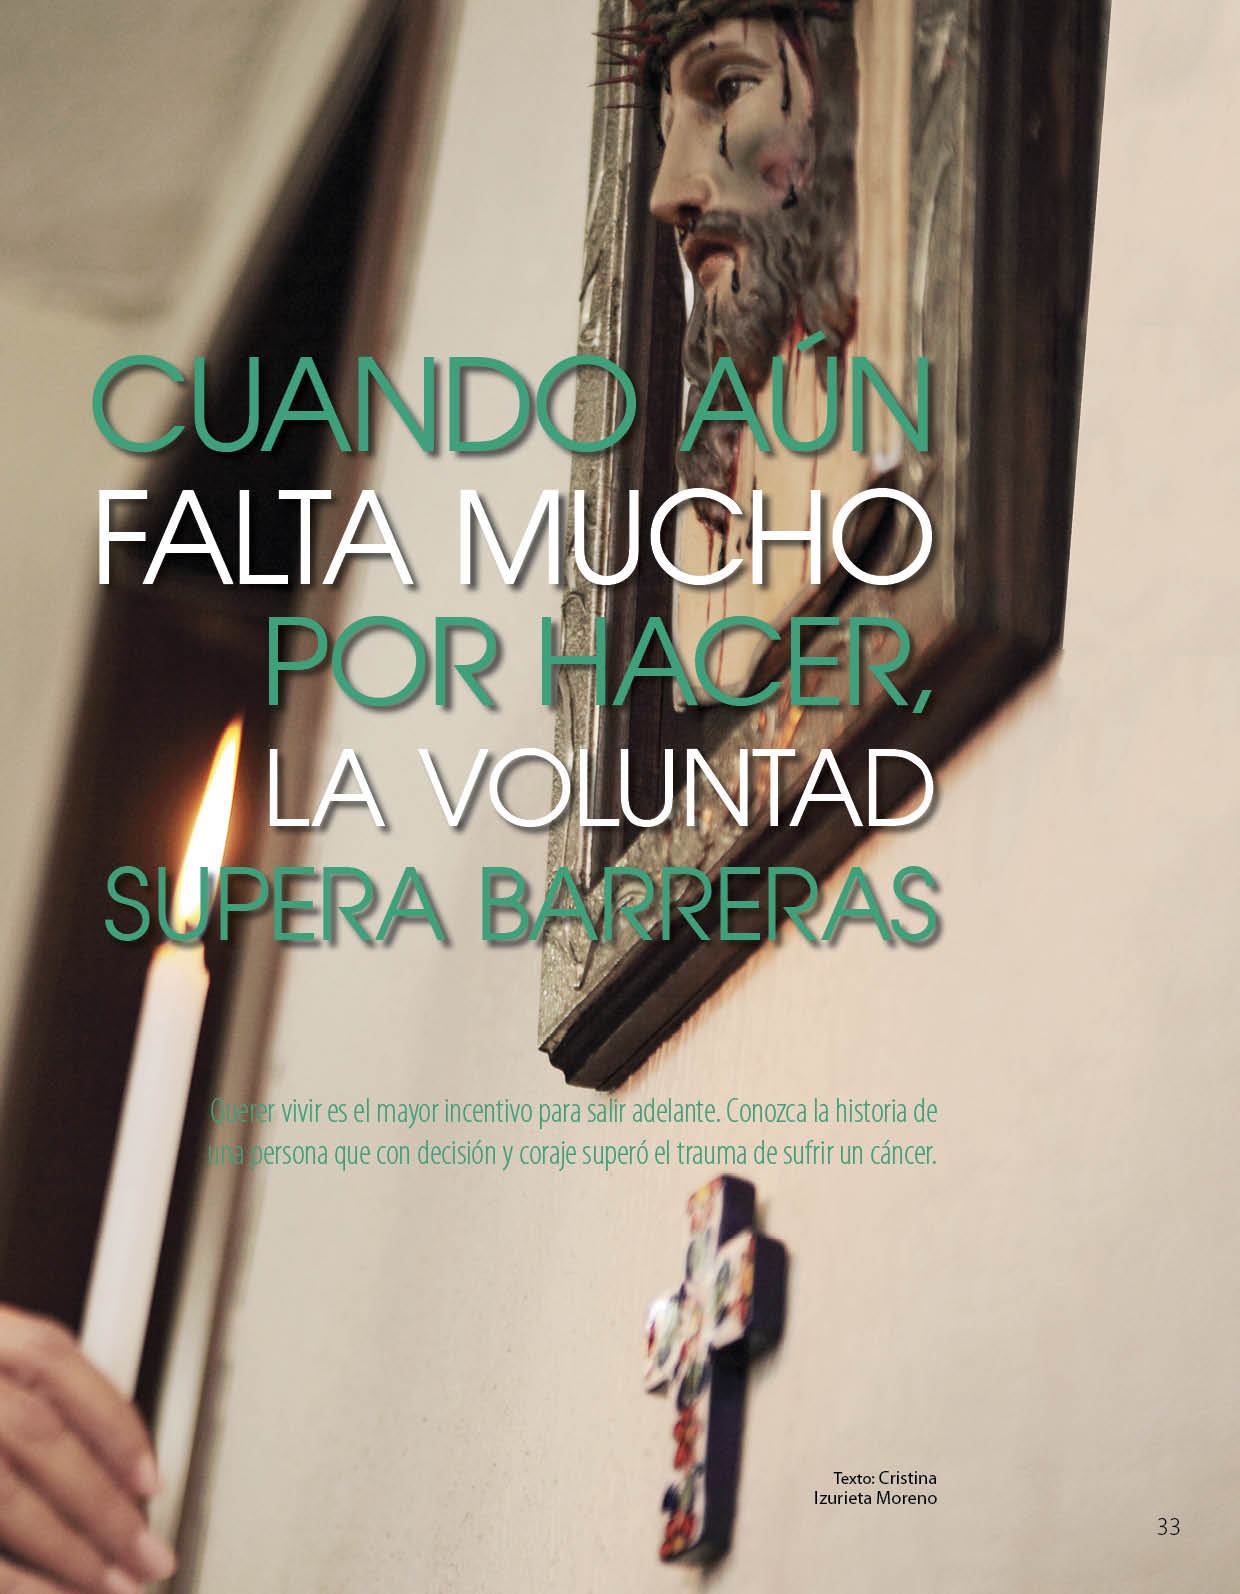 CUANDO AÚN
FALTA MUCHO
POR HACER,
LA VOLUNTAD
SUPERA BARRERAS
Querer vivir es el mayor incentivo para salir adelante. Conozca la historia de
una persona que con decisión y coraje superó el trauma de sufrir un cáncer.
Texto: Cristina
Izurieta Moreno
33